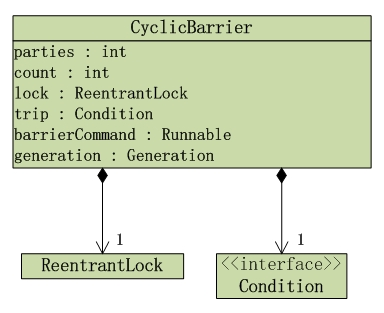 CyclicBarrier
parties : int
count : int
lock : ReentrantLock
trip : Condition
barrierCommand : Runnable
generation : Generation
1
1
ReentrantLock
<<interface>>
Condition